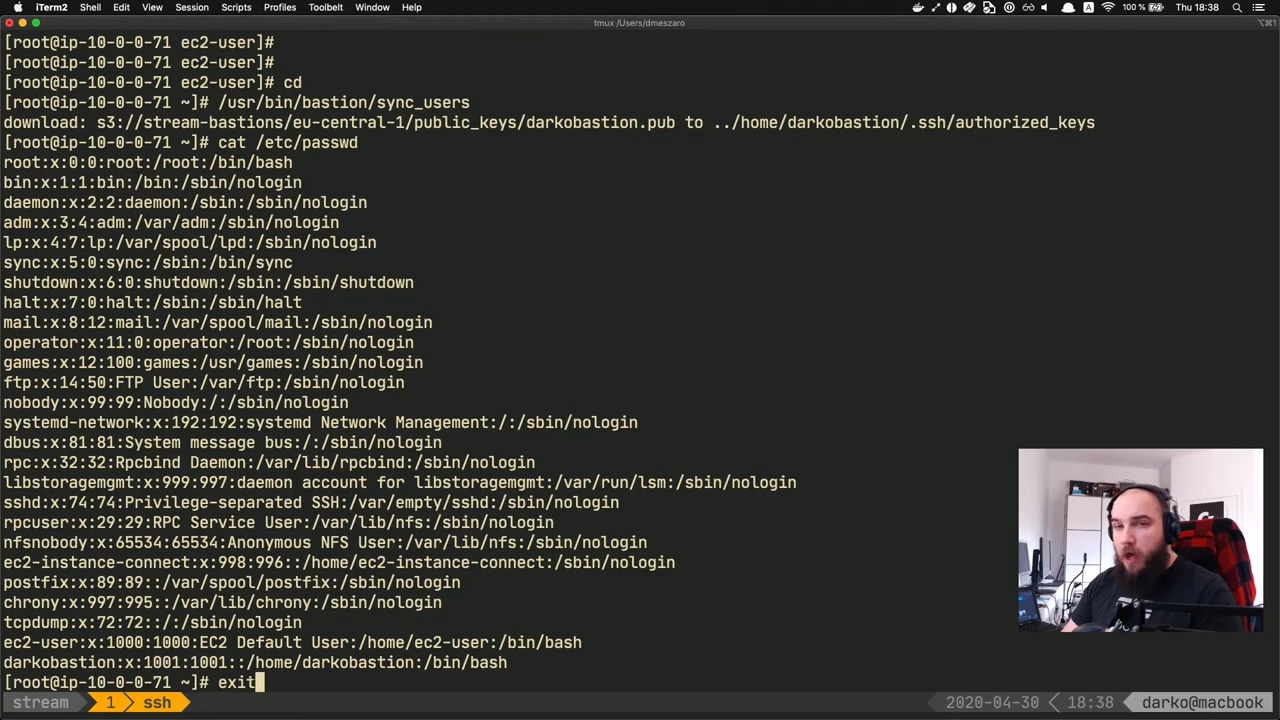 iTerm2 Shell Edit View Session Scripts Profiles Toolbelt Window Help 100 % Thu 18:38
tmux /Users/dmeszaro
⌥⌘1
[root@ip-10-0-0-71 ec2-user]#
[root@ip-10-0-0-71 ec2-user]#
[root@ip-10-0-0-71 ec2-user]# cd
[root@ip-10-0-0-71 ~]# /usr/bin/bastion/sync_users
download: s3://stream-bastions/eu-central-1/public_keys/darkobastion.pub to ../home/darkobastion/.ssh/authorized_keys
[root@ip-10-0-0-71 ~]# cat /etc/passwd
root:x:0:0:root:/root:/bin/bash
bin:x:1:1:bin:/bin:/sbin/nologin
daemon:x:2:2:daemon:/sbin:/sbin/nologin
adm:x:3:4:adm:/var/adm:/sbin/nologin
lp:x:4:7:lp:/var/spool/lpd:/sbin/nologin
sync:x:5:0:sync:/sbin:/bin/sync
shutdown:x:6:0:shutdown:/sbin:/sbin/shutdown
halt:x:7:0:halt:/sbin:/sbin/halt
mail:x:8:12:mail:/var/spool/mail:/sbin/nologin
operator:x:11:0:operator:/root:/sbin/nologin
games:x:12:100:games:/usr/games:/sbin/nologin
ftp:x:14:50:FTP User:/var/ftp:/sbin/nologin
nobody:x:99:99:Nobody:/:/sbin/nologin
systemd-network:x:192:192:systemd Network Management:/:/sbin/nologin
dbus:x:81:81:System message bus:/:/sbin/nologin
rpc:x:32:32:Rpcbind Daemon:/var/lib/rpcbind:/sbin/nologin
libstoragemgmt:x:999:997:daemon account for libstoragemgmt:/var/run/lsm:/sbin/nologin
sshd:x:74:74:Privilege-separated SSH:/var/empty/sshd:/sbin/nologin
rpcuser:x:29:29:RPC Service User:/var/lib/nfs:/sbin/nologin
nfsnobody:x:65534:65534:Anonymous NFS User:/var/lib/nfs:/sbin/nologin
ec2-instance-connect:x:998:996::/home/ec2-instance-connect:/sbin/nologin
postfix:x:89:89::/var/spool/postfix:/sbin/nologin
chrony:x:997:995::/var/lib/chrony:/sbin/nologin
tcpdump:x:72:72::/:/sbin/nologin
ec2-user:x:1000:1000:EC2 Default User:/home/ec2-user:/bin/bash
darkobastion:x:1001:1001::/home/darkobastion:/bin/bash
[root@ip-10-0-0-71 ~]# exit
stream 1 ssh 2020-04-30 18:38 darko@macbook